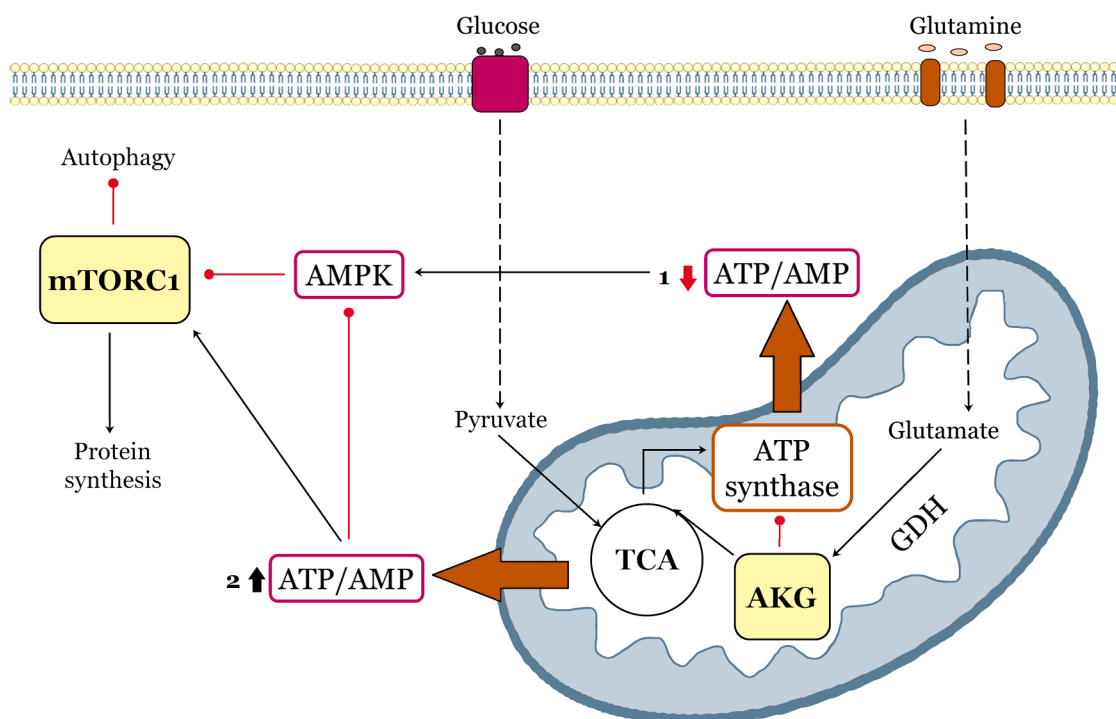 Glucose
Glutamine
Autophagy
mTORC1
AMPK
1
ATP/AMP
Pyruvate
Glutamate
Protein
synthesis
ATP
synthase
GDH
TCA
2
ATP/AMP
AKG